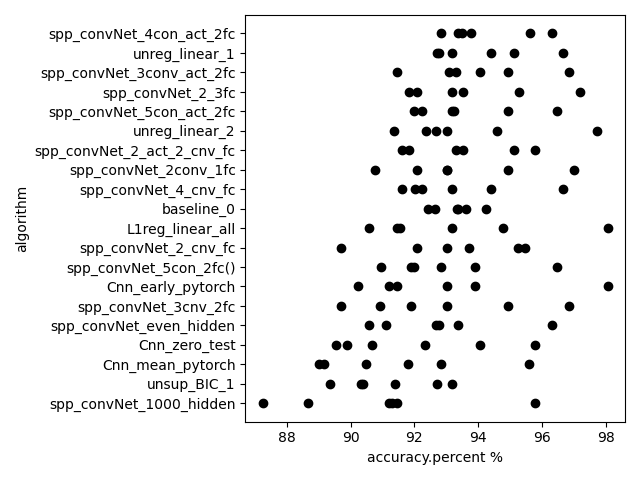 spp_convNet_4con_act_2fc
unreg_linear_1
spp_convNet_3conv_act_2fc
spp_convNet_2_3fc
spp_convNet_5con_act_2fc
unreg_linear_2
spp_convNet_2_act_2_cnv_fc
spp_convNet_2conv_1fc
spp_convNet_4_cnv_fc
baseline_0
L1reg_linear_all
spp_convNet_2_cnv_fc
spp_convNet_5con_2fc()
Cnn_early_pytorch
spp_convNet_3cnv_2fc
spp_convNet_even_hidden
Cnn_zero_test
Cnn_mean_pytorch
unsup_BIC_1
spp_convNet_1000_hidden
algorithm
88 90 92 94 96 98
accuracy.percent %